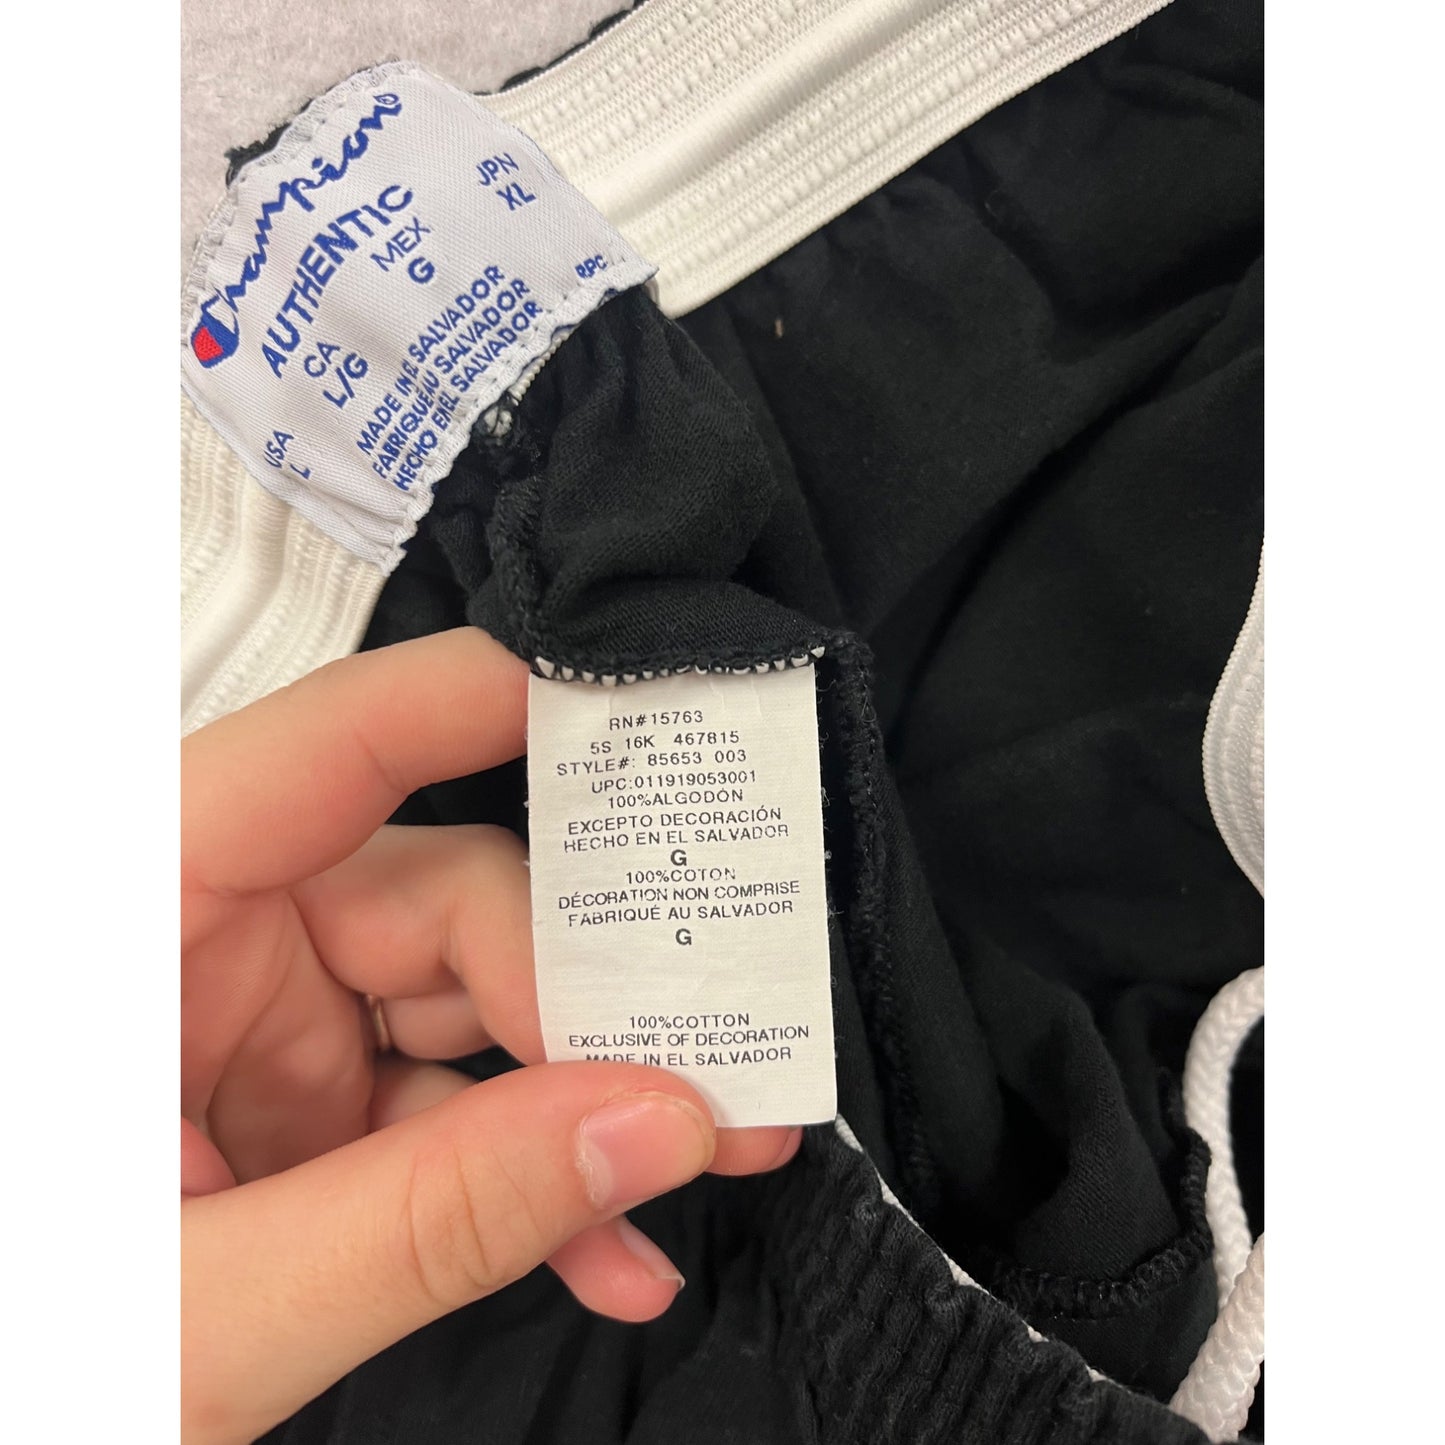 Champion®
AUTHENTIC
USA
L
CA
L/G
MEX
G
JPN
XL
MADE IN EL SALVADOR
FABRIQUÉ AU SALVADOR
HECHO EN EL SALVADOR
RPC
RN#15763
5S 16K 467815
STYLE#: 85653 003
UPC:011919053001
100%ALGODÓN
EXCEPTO DECORACIÓN
HECHO EN EL SALVADOR
G
100%COTON
DÉCORATION NON COMPRISE
FABRIQUÉ AU SALVADOR
G
100%COTTON
EXCLUSIVE OF DECORATION
MADE IN EL SALVADOR